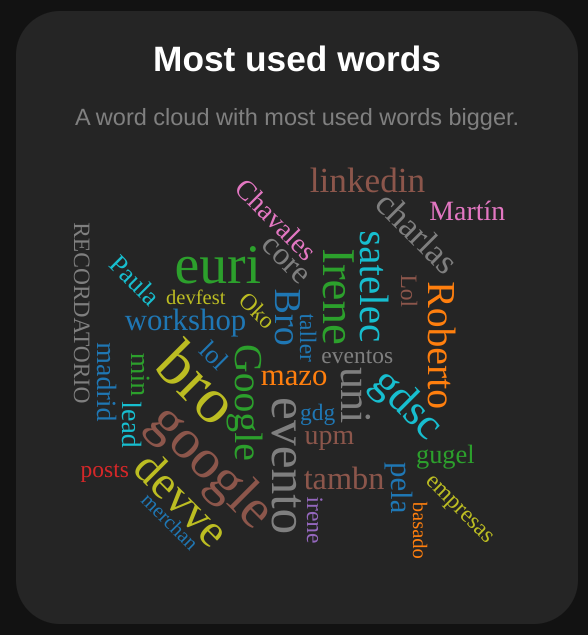 Most used words
A word cloud with most used words bigger.
linkedin
Chavales
charlas
Martín
RECORDATORIO
Paula
euri
core
Irene
satelec
Lol
Roberto
devfest
Oko
Bro
taller
workshop
lol
eventos
madrid
min
bro
Google
mazo
uni
gdsc
lead
google
evento
gdg
upm
gugel
posts
devve
tambn
pela
empresas
merchan
irene
basado